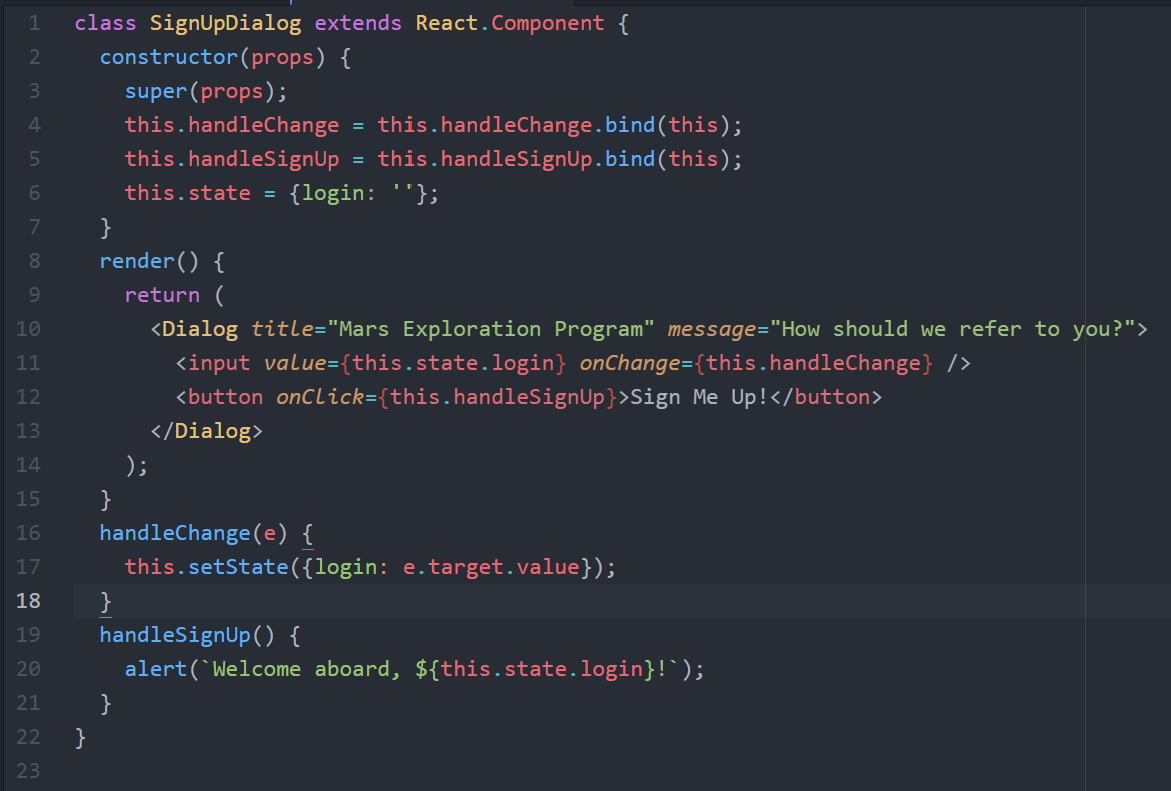 1 class SignUpDialog extends React.Component {
2   constructor(props) {
3     super(props);
4     this.handleChange = this.handleChange.bind(this);
5     this.handleSignUp = this.handleSignUp.bind(this);
6     this.state = {login: ''};
7   }
8   render() {
9     return (
10       <Dialog title="Mars Exploration Program" message="How should we refer to you?">
11         <input value={this.state.login} onChange={this.handleChange} />
12         <button onClick={this.handleSignUp}>Sign Me Up!</button>
13       </Dialog>
14     );
15   }
16   handleChange(e) {
17     this.setState({login: e.target.value});
18   }
19   handleSignUp() {
20     alert(`Welcome aboard, ${this.state.login}!`);
21   }
22 }
23